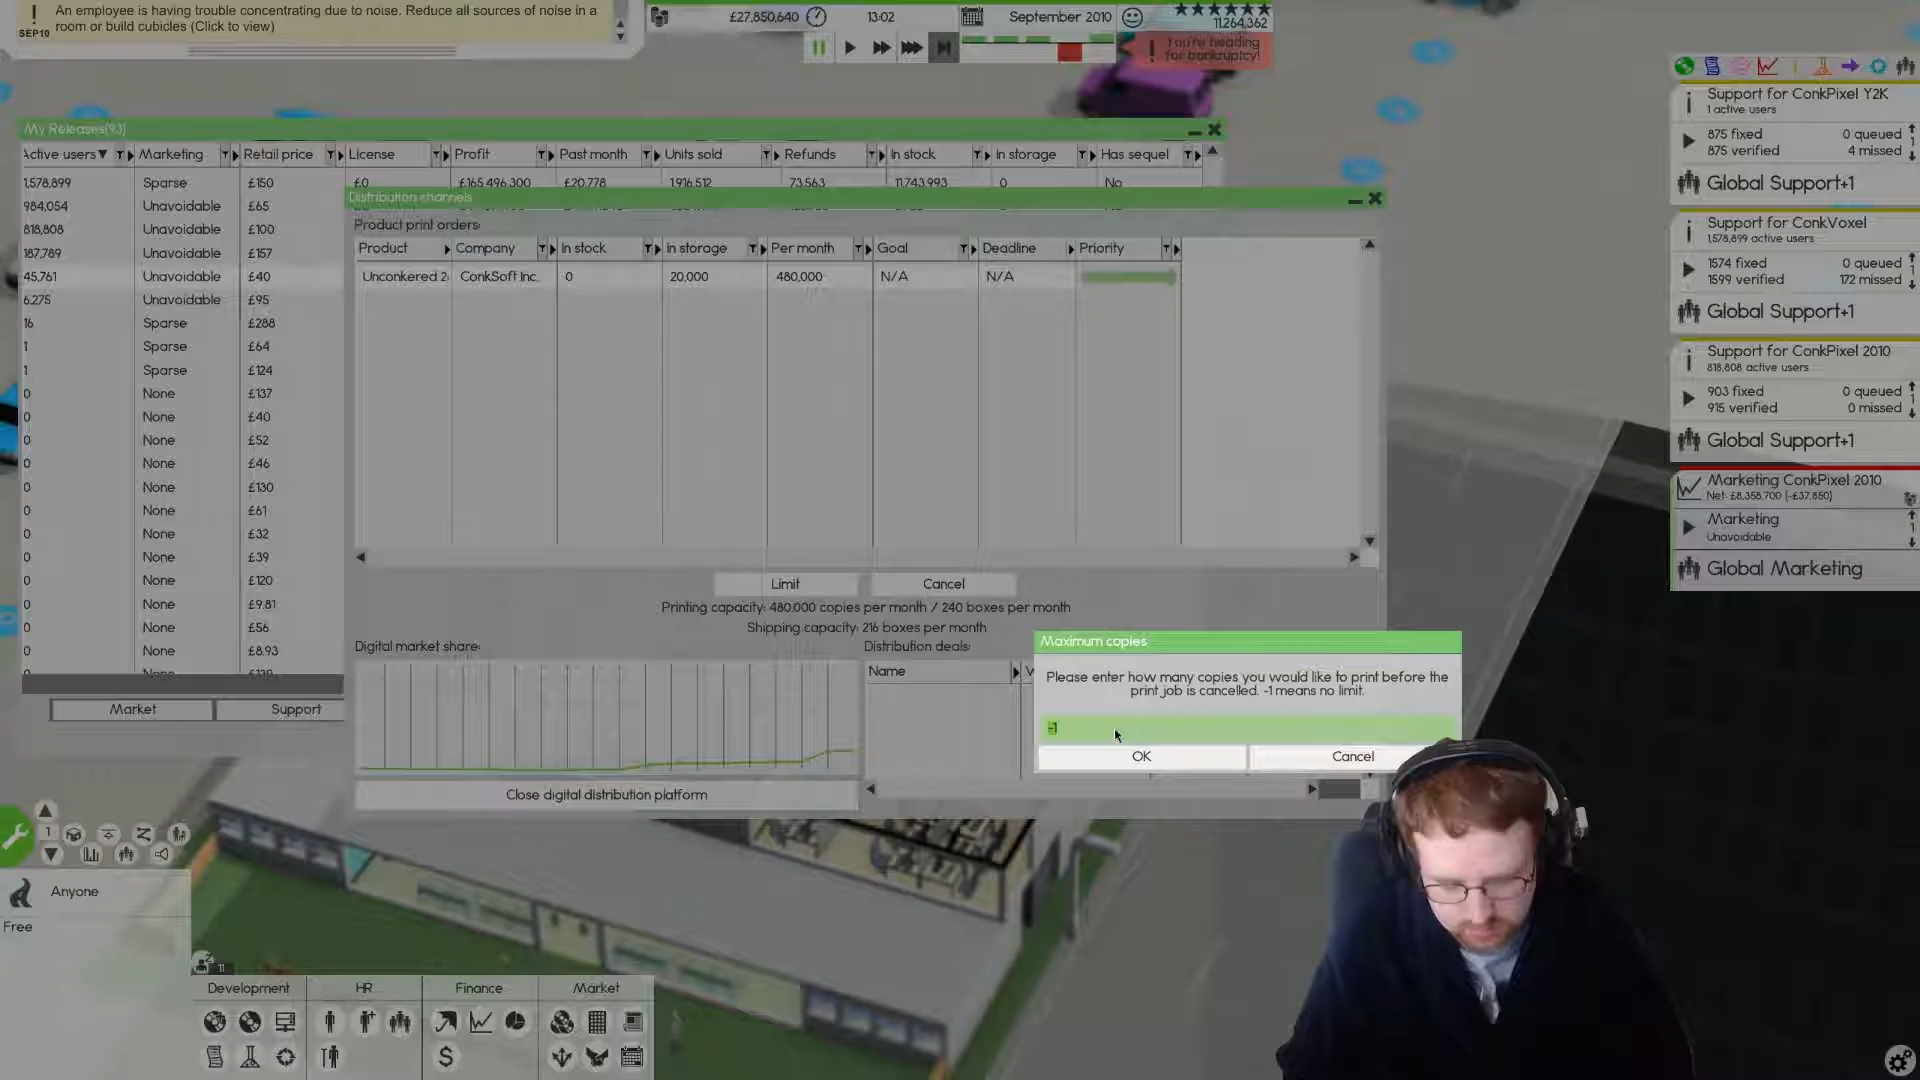 An employee is having trouble concentrating due to noise. Reduce all sources of noise in a
SEP10 room or build cubicles (Click to view)
£27,850,640 13:02 September 2010 11,264,362
You're heading
for bankruptcy!
My Releases[93]
Active users Marketing Retail price License Profit Past month Units sold Refunds In stock In storage Has sequel
1,578,899 Sparse £150 £0 £165,496,300 £20,778 1,916,512 73,563 11,743,993 0 No
984,054 Unavoidable £65
818,808 Unavoidable £100
187,789 Unavoidable £157
45,761 Unavoidable £40
6,275 Unavoidable £95
16 Sparse £288
1 Sparse £64
1 Sparse £124
0 None £137
0 None £40
0 None £52
0 None £46
0 None £130
0 None £61
0 None £32
0 None £39
0 None £120
0 None £9.81
0 None £56
0 None £8.93
Market Support
Distribution channels
Product print orders:
Product Company In stock In storage Per month Goal Deadline Priority
Unconkered 2 ConkSoft Inc. 0 20,000 480,000 N/A N/A
Limit Cancel
Printing capacity: 480,000 copies per month / 240 boxes per month
Shipping capacity: 216 boxes per month
Digital market share:
Distribution deals:
Name
Close digital distribution platform
Maximum copies
Please enter how many copies you would like to print before the
print job is cancelled. -1 means no limit.
-1
OK Cancel
Support for ConkPixel Y2K
1 active users
875 fixed 0 queued
875 verified 4 missed
1
Global Support+1
Support for ConkVoxel
1,578,899 active users
1574 fixed 0 queued
1599 verified 172 missed
1
Global Support+1
Support for ConkPixel 2010
818,808 active users
903 fixed 0 queued
915 verified 0 missed
1
Global Support+1
Marketing ConkPixel 2010
Net: £8,358,700 (-£37,850)
Marketing
Unavoidable
1
Global Marketing
1
Anyone
Free
11
Development HR Finance Market